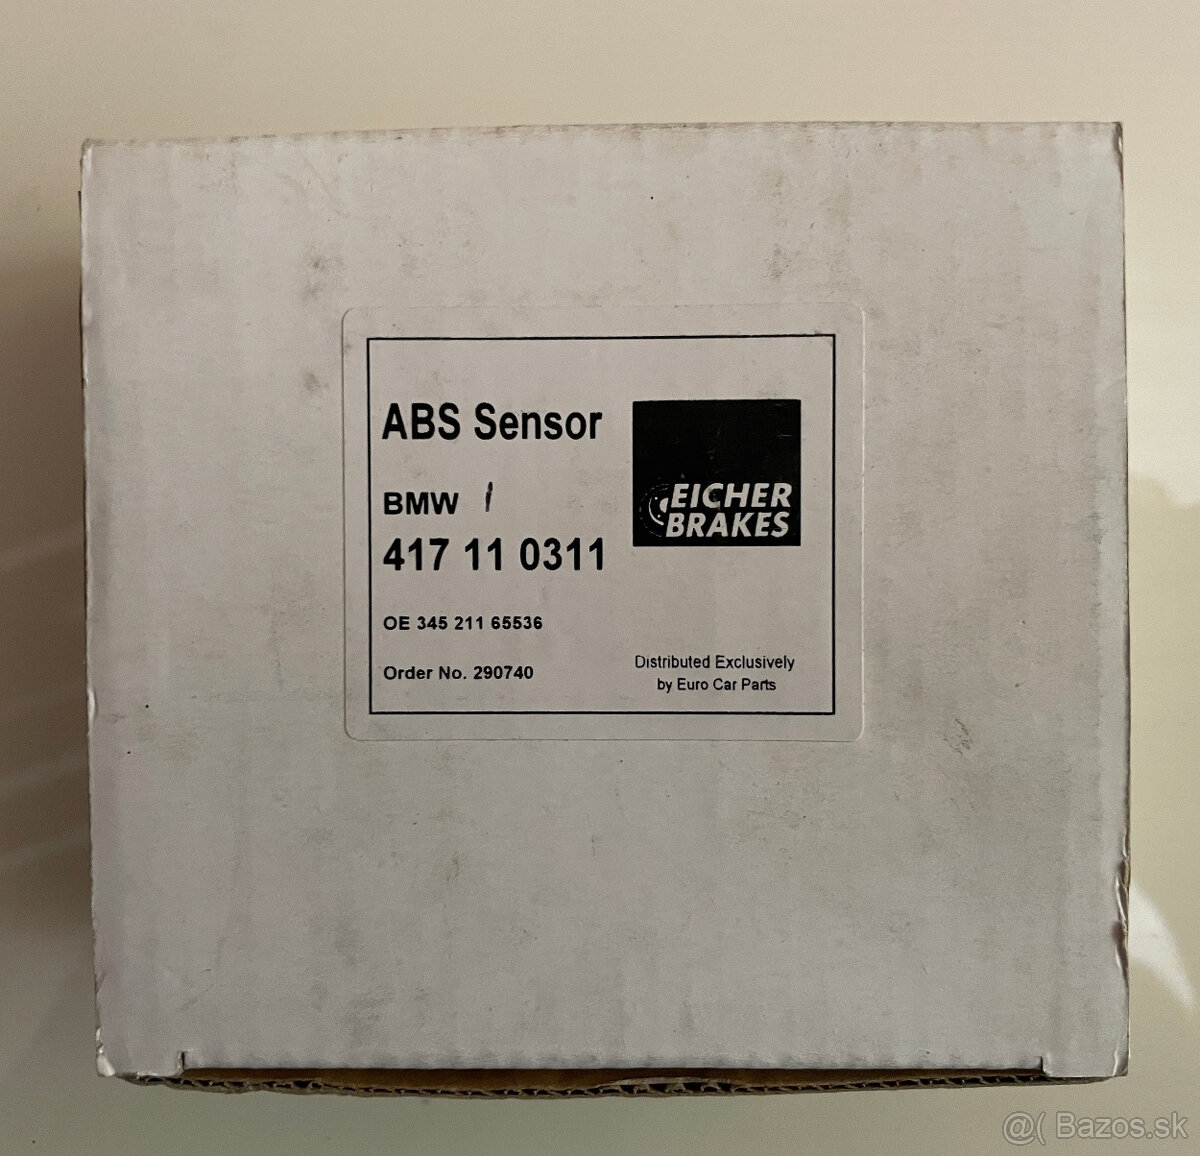 ABS Sensor
BMW 1
417 11 0311
EICHER
BRAKES
OE 345 211 65536
Order No. 290740
Distributed Exclusively
by Euro Car Parts
@( Bazos.sk